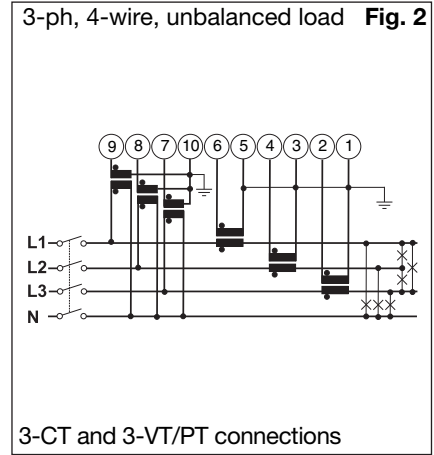 3-ph, 4-wire, unbalanced load Fig. 2
9 8 7 10 6 5 4 3 2 1
L1
L2
L3
N
3-CT and 3-VT/PT connections